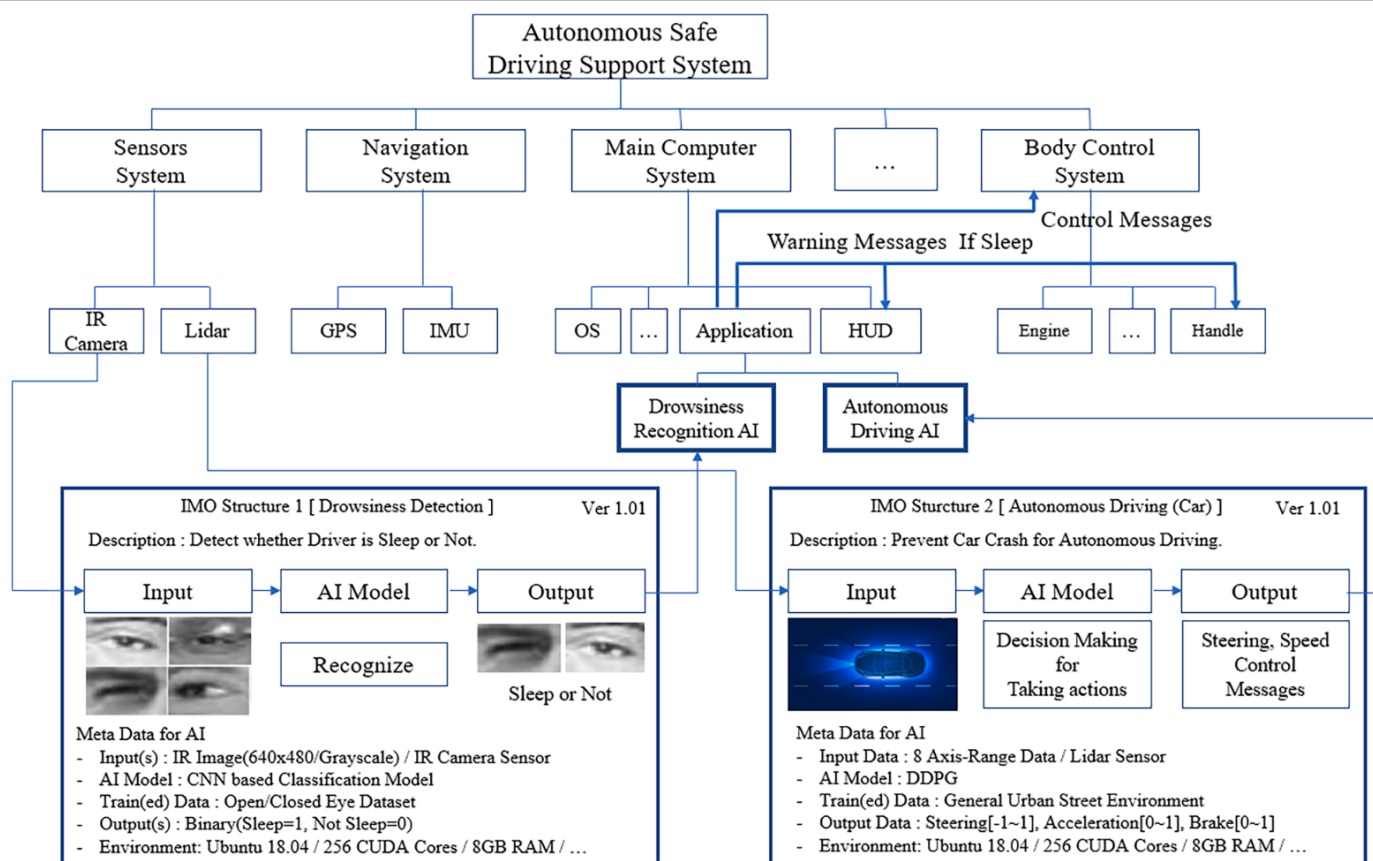 Autonomous Safe
Driving Support System
Sensors
System
Navigation
System
Main Computer
System
…
Body Control
System
Control Messages
Warning Messages If Sleep
IR
Camera
Lidar
GPS
IMU
OS
…
Application
HUD
Engine
…
Handle
Drowsiness
Recognition AI
Autonomous
Driving AI
IMO Structure 1 [ Drowsiness Detection ]
Ver 1.01
Description : Detect whether Driver is Sleep or Not.
Input
AI Model
Output
Recognize
Sleep or Not
Meta Data for AI
- Input(s) : IR Image(640x480/Grayscale) / IR Camera Sensor
- AI Model : CNN based Classification Model
- Train(ed) Data : Open/Closed Eye Dataset
- Output(s) : Binary(Sleep=1, Not Sleep=0)
- Environment: Ubuntu 18.04 / 256 CUDA Cores / 8GB RAM / …
IMO Sturcture 2 [ Autonomous Driving (Car) ]
Ver 1.01
Description : Prevent Car Crash for Autonomous Driving.
Input
AI Model
Output
Decision Making
for
Taking actions
Steering, Speed
Control
Messages
Meta Data for AI
- Input Data : 8 Axis-Range Data / Lidar Sensor
- AI Model : DDPG
- Train(ed) Data : General Urban Street Environment
- Output Data : Steering[-1~1], Acceleration[0~1], Brake[0~1]
- Environment: Ubuntu 18.04 / 256 CUDA Cores / 8GB RAM / …